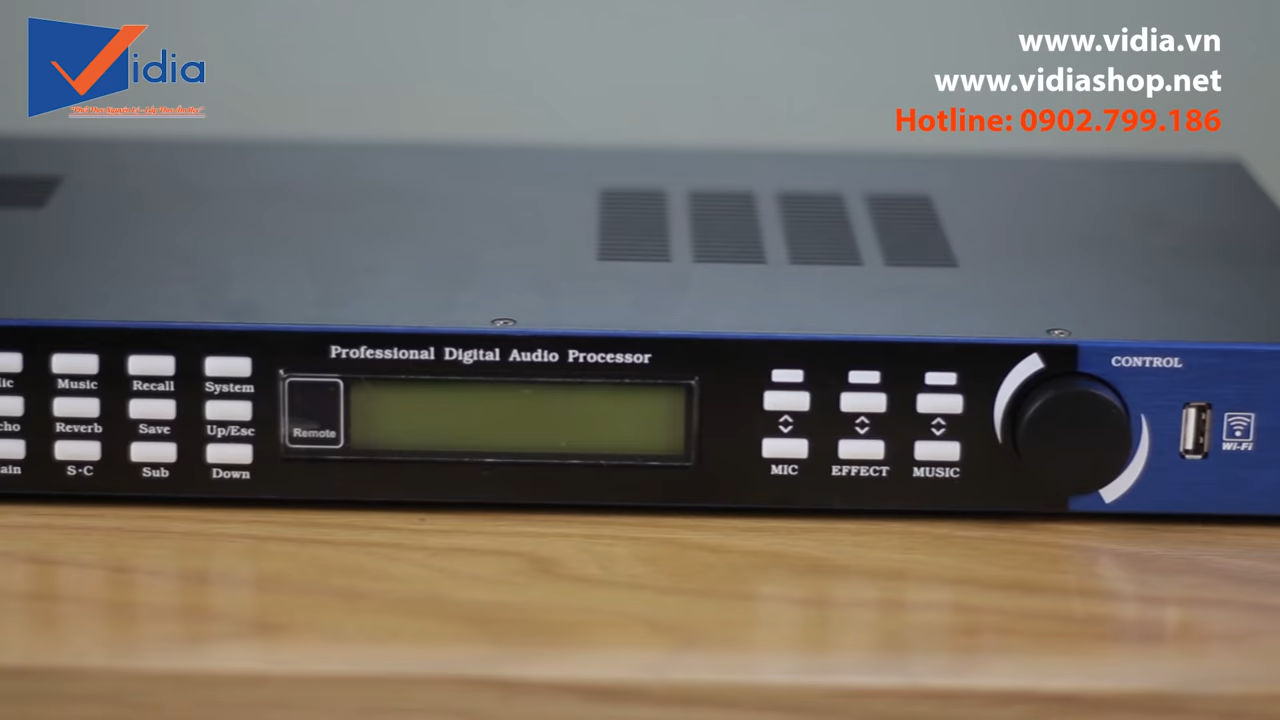 Vidia
www.vidia.vn
www.vidiashop.net
Hotline: 0902.799.186
Professional Digital Audio Processor
CONTROL
Music Recall System
Reverb Save Up/Esc
S·C Sub Down
Remote
MIC EFFECT MUSIC
Wi-Fi